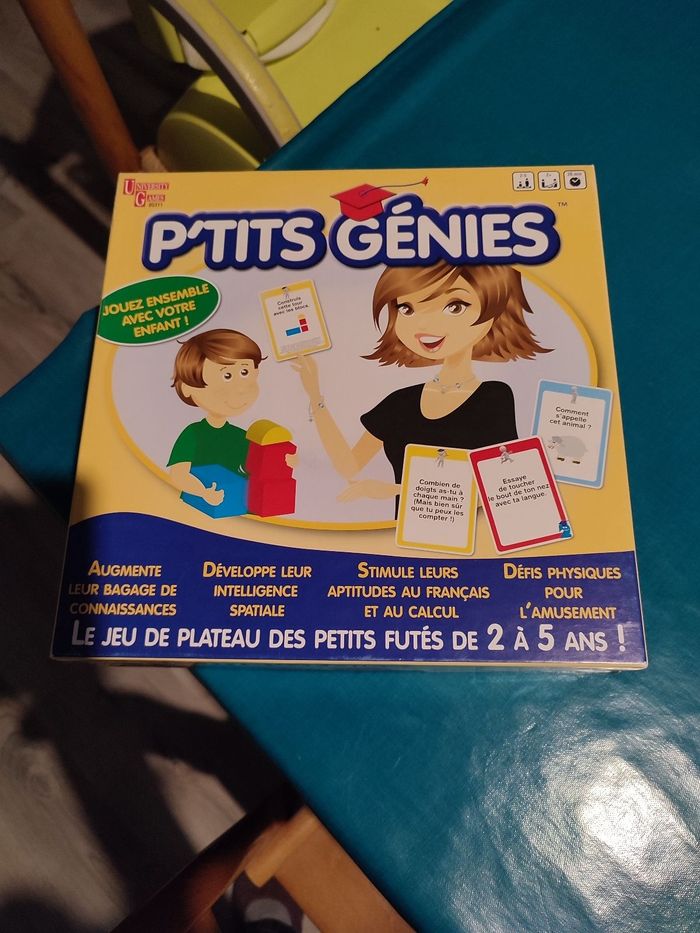 UNIVERSITY
GAMES
P'TITS GÉNIES™
JOUEZ ENSEMBLE
AVEC VOTRE
ENFANT !
Construis
cette tour
avec les blocs.
Comment
s'appelle
cet animal ?
Combien de
doigts as-tu à
chaque main ?
(Mais bien sûr
que tu peux les
compter !)
Essaye
de toucher
le bout de ton nez
avec ta langue.
AUGMENTE
LEUR BAGAGE DE
CONNAISSANCES
DÉVELOPPE LEUR
INTELLIGENCE
SPATIALE
STIMULE LEURS
APTITUDES AU FRANÇAIS
ET AU CALCUL
DÉFIS PHYSIQUES
POUR
L'AMUSEMENT
LE JEU DE PLATEAU DES PETITS FUTÉS DE 2 À 5 ANS !